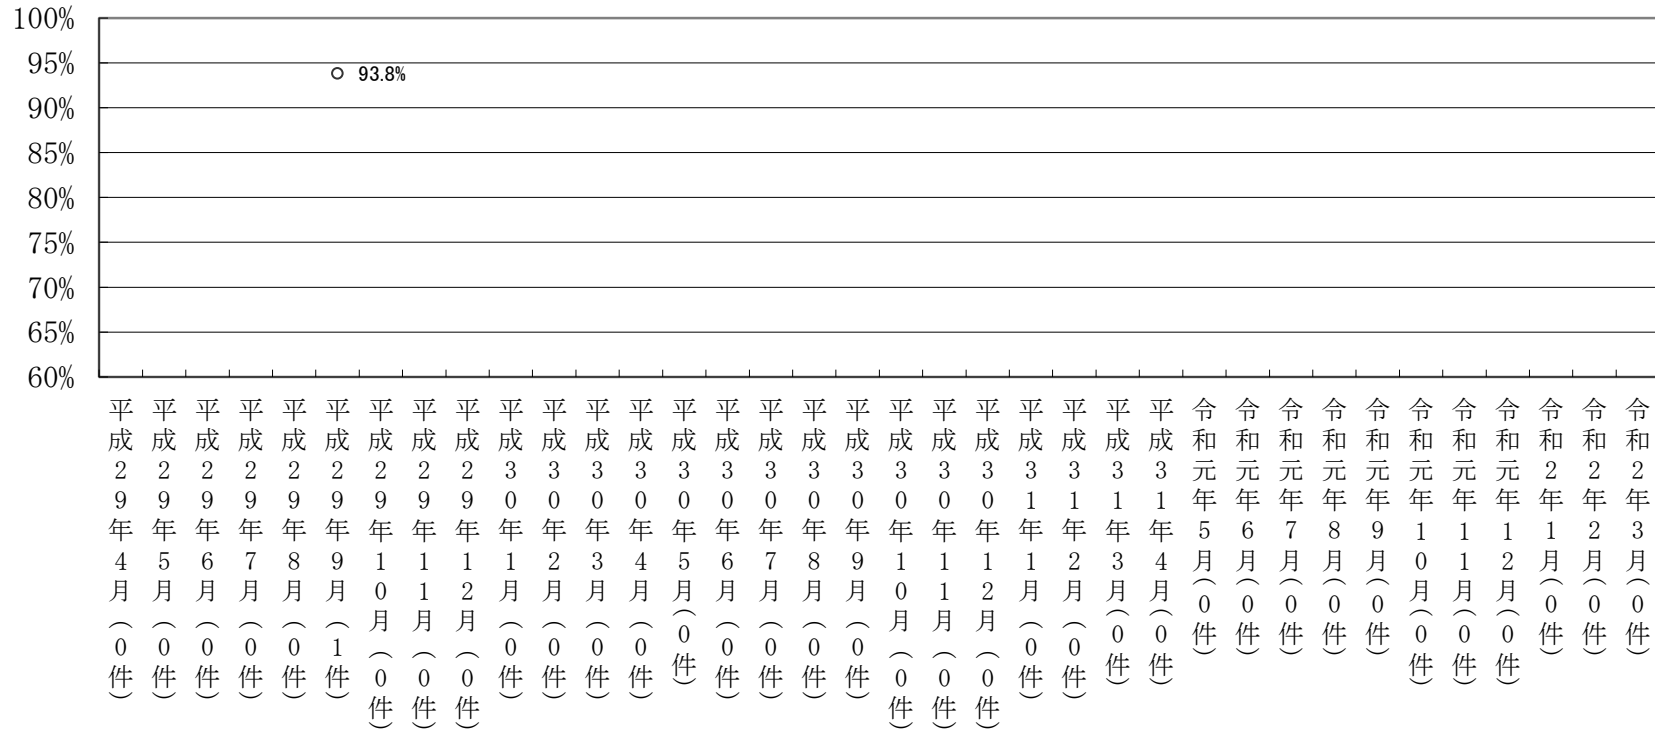 100%
95%
93.8%
90%
85%
80%
75%
70%
65%
60%
平成29年4月（0件）
平成29年5月（0件）
平成29年6月（0件）
平成29年7月（0件）
平成29年8月（0件）
平成29年9月（1件）
平成29年10月（0件）
平成29年11月（0件）
平成29年12月（0件）
平成30年1月（0件）
平成30年2月（0件）
平成30年3月（0件）
平成30年4月（0件）
平成30年5月（0件）
平成30年6月（0件）
平成30年7月（0件）
平成30年8月（0件）
平成30年9月（0件）
平成30年10月（0件）
平成30年11月（0件）
平成30年12月（0件）
平成31年1月（0件）
平成31年2月（0件）
平成31年3月（0件）
平成31年4月（0件）
令和元年5月（0件）
令和元年6月（0件）
令和元年7月（0件）
令和元年8月（0件）
令和元年9月（0件）
令和元年10月（0件）
令和元年11月（0件）
令和元年12月（0件）
令和2年1月（0件）
令和2年2月（0件）
令和2年3月（0件）